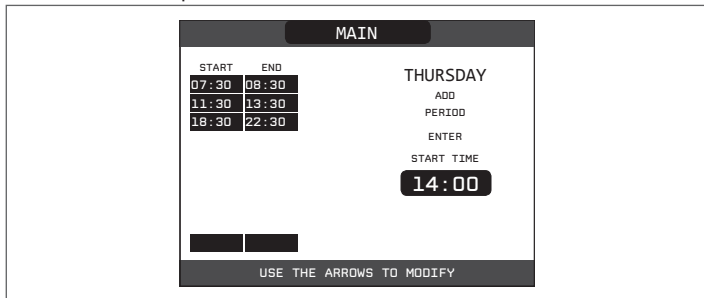 MAIN
START END
07:30 08:30
11:30 13:30
18:30 22:30
THURSDAY
ADD
PERIOD
ENTER
START TIME
14:00
USE THE ARROWS TO MODIFY